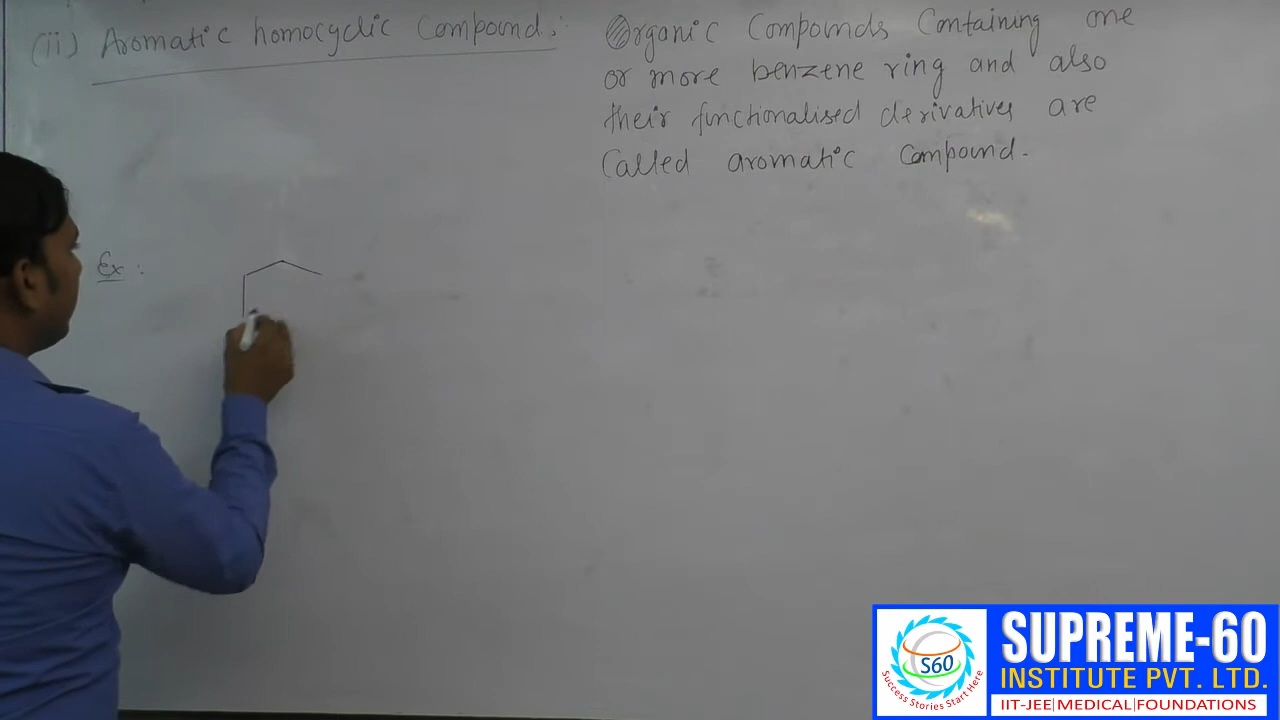 (ii) Aromatic homocyclic Compound :
Organic Compounds Containing one
or more benzene ring and also
their functionalised derivatives are
Called aromatic Compound.
Ex :
S60
Success Stories Start Here
SUPREME-60
INSTITUTE PVT. LTD.
IIT-JEE|MEDICAL|FOUNDATIONS